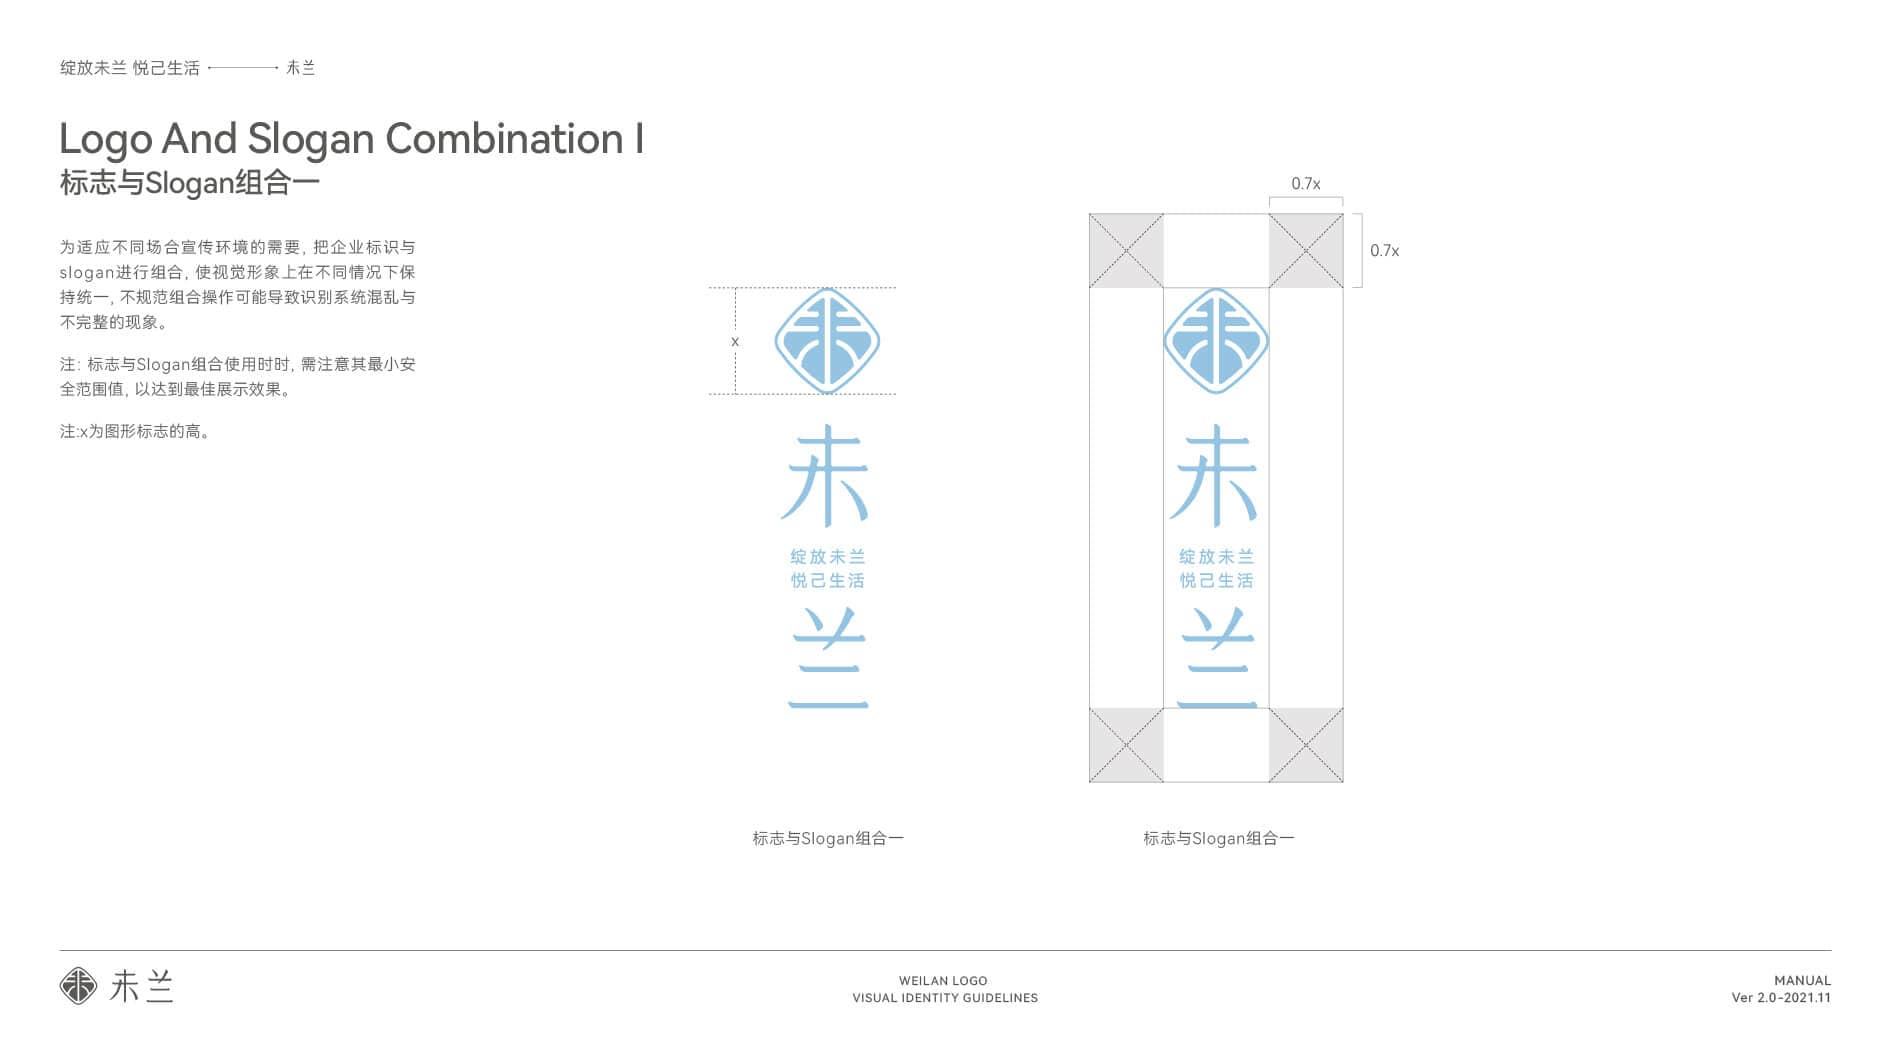 绽放未兰 悦己生活 未兰
Logo And Slogan Combination I
标志与Slogan组合一
为适应不同场合宣传环境的需要, 把企业标识与
slogan进行组合, 使视觉形象上在不同情况下保
持统一, 不规范组合操作可能导致识别系统混乱与
不完整的现象。
注: 标志与Slogan组合使用时时, 需注意其最小安
全范围值, 以达到最佳展示效果。
注:x为图形标志的高。
x
未
绽放未兰
悦己生活
兰
标志与Slogan组合一
0.7x
0.7x
未
绽放未兰
悦己生活
兰
标志与Slogan组合一
未兰
WEILAN LOGO
VISUAL IDENTITY GUIDELINES
MANUAL
Ver 2.0-2021.11